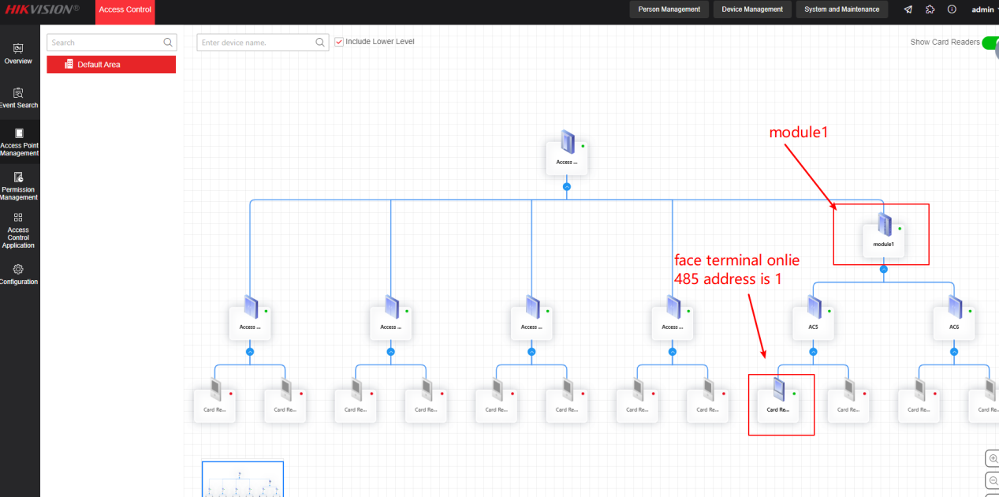 HIKVISION®
Access Control
Person Management
Device Management
System and Maintenance
admin
Search
Enter device name.
Include Lower Level
Show Card Readers
Overview
Default Area
Event Search
Access Point
Management
Permission
Management
Access
Control
Application
Configuration
module1
Access ...
module1
face terminal onlie
485 address is 1
Access ...
Access ...
Access ...
Access ...
AC5
AC6
Card Re...
Card Re...
Card Re...
Card Re...
Card Re...
Card Re...
Card Re...
Card Re...
Card Re...
Card Re...
Card Re...
Card Re...